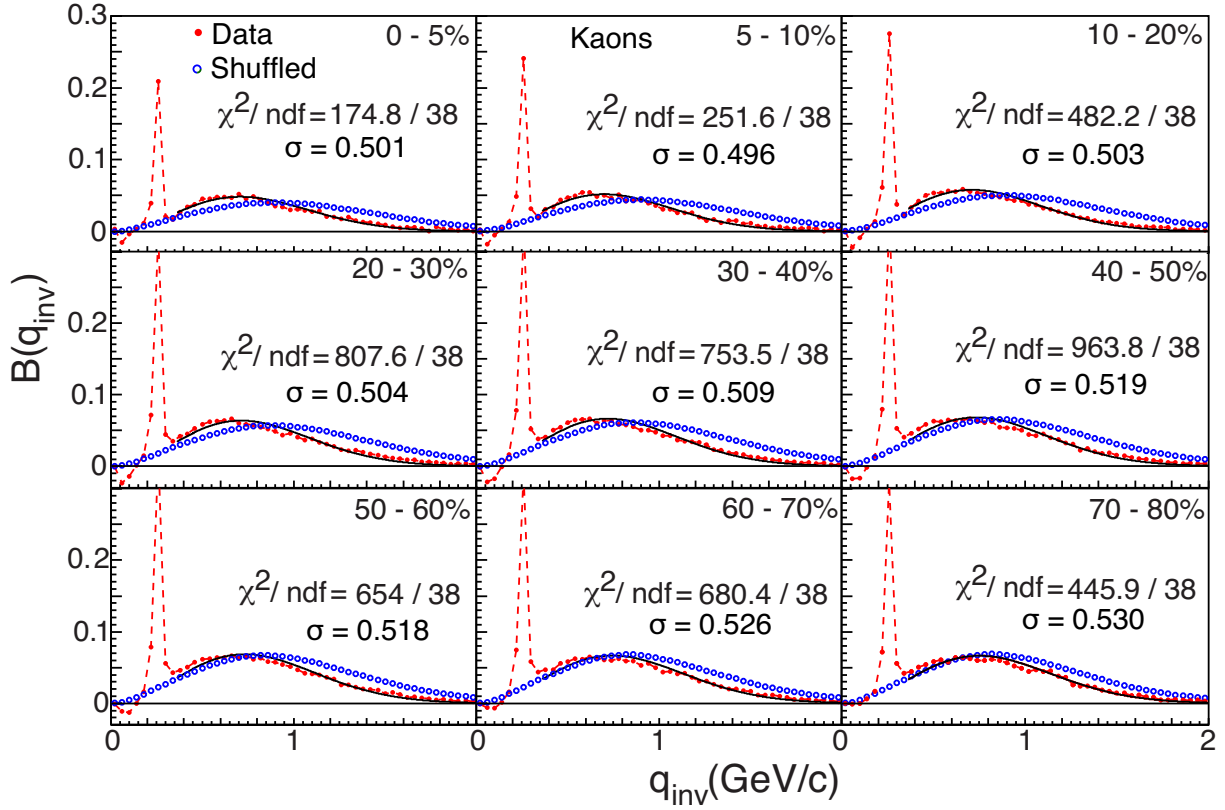 0.3
Data
0 - 5%
Kaons
5 - 10%
10 - 20%
Shuffled
0.2
χ²/ ndf = 174.8 / 38
σ = 0.501
χ²/ ndf = 251.6 / 38
σ = 0.496
χ²/ ndf = 482.2 / 38
σ = 0.503
0.1
0
20 - 30%
30 - 40%
40 - 50%
0.2
χ²/ ndf = 807.6 / 38
σ = 0.504
χ²/ ndf = 753.5 / 38
σ = 0.509
χ²/ ndf = 963.8 / 38
σ = 0.519
0.1
0
B(q_inv)
50 - 60%
60 - 70%
70 - 80%
0.2
χ²/ ndf = 654 / 38
σ = 0.518
χ²/ ndf = 680.4 / 38
σ = 0.526
χ²/ ndf = 445.9 / 38
σ = 0.530
0.1
0
0 1 0 1 0 1 2
q_inv(GeV/c)